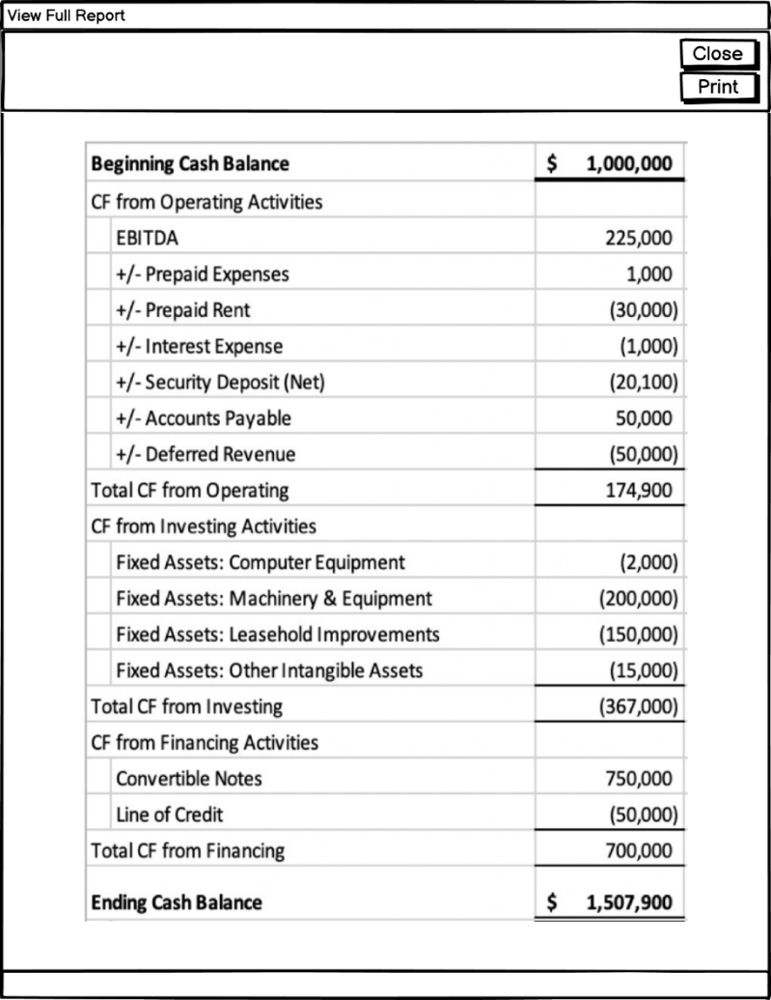 View Full Report
Close
Print
Beginning Cash Balance $ 1,000,000
CF from Operating Activities
EBITDA 225,000
+/- Prepaid Expenses 1,000
+/- Prepaid Rent (30,000)
+/- Interest Expense (1,000)
+/- Security Deposit (Net) (20,100)
+/- Accounts Payable 50,000
+/- Deferred Revenue (50,000)
Total CF from Operating 174,900
CF from Investing Activities
Fixed Assets: Computer Equipment (2,000)
Fixed Assets: Machinery & Equipment (200,000)
Fixed Assets: Leasehold Improvements (150,000)
Fixed Assets: Other Intangible Assets (15,000)
Total CF from Investing (367,000)
CF from Financing Activities
Convertible Notes 750,000
Line of Credit (50,000)
Total CF from Financing 700,000
Ending Cash Balance $ 1,507,900